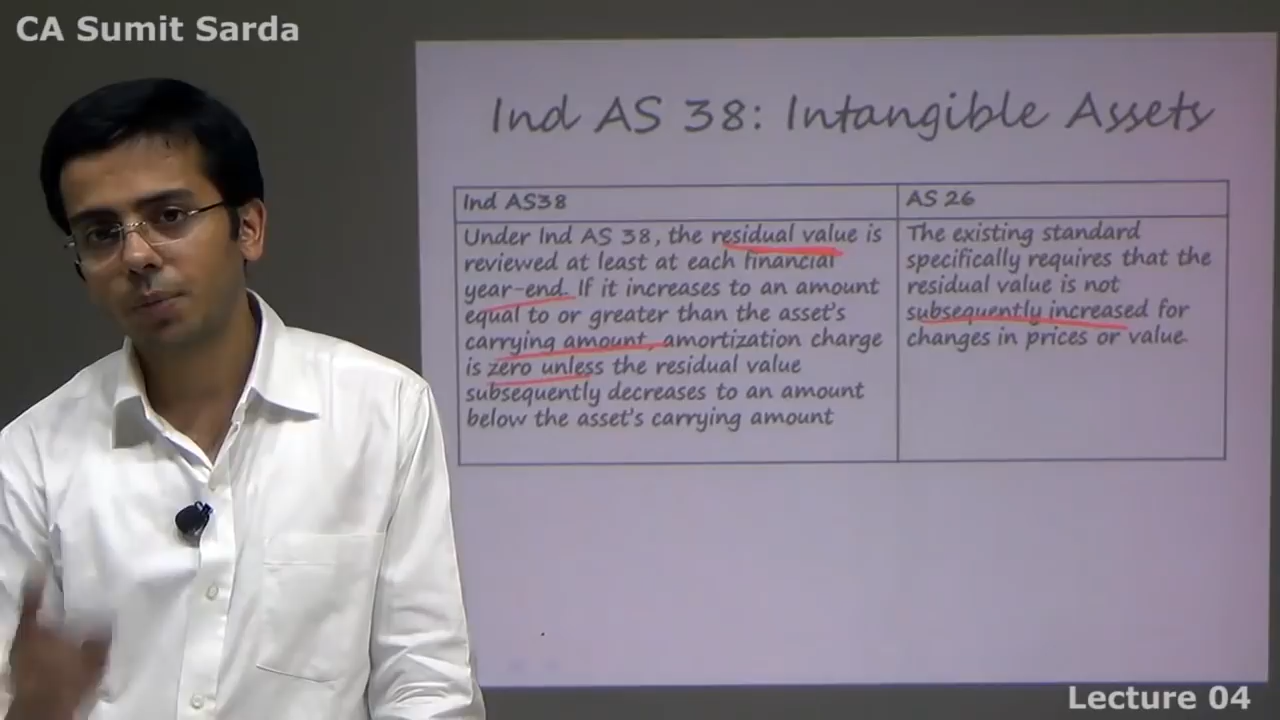 CA Sumit Sarda
Ind AS 38: Intangible Assets
Ind AS38
Under Ind AS 38, the residual value is
reviewed at least at each financial
year-end. If it increases to an amount
equal to or greater than the asset's
carrying amount, amortization charge
is zero unless the residual value
subsequently decreases to an amount
below the asset's carrying amount
AS 26
The existing standard
specifically requires that the
residual value is not
subsequently increased for
changes in prices or value.
Lecture 04